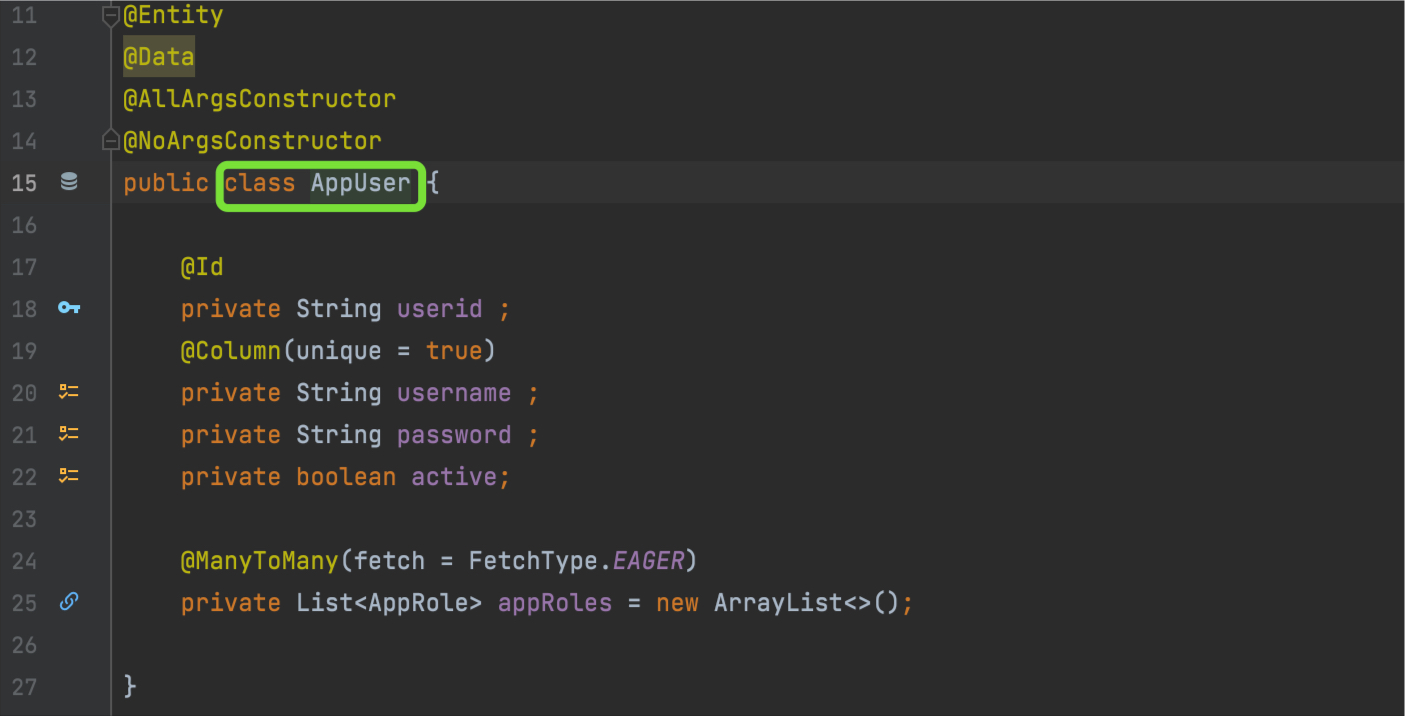 11 @Entity
12 @Data
13 @AllArgsConstructor
14 @NoArgsConstructor
15 public class AppUser {
16
17 @Id
18 private String userid ;
19 @Column(unique = true)
20 private String username ;
21 private String password ;
22 private boolean active;
23
24 @ManyToMany(fetch = FetchType.EAGER)
25 private List<AppRole> appRoles = new ArrayList<>();
26
27 }